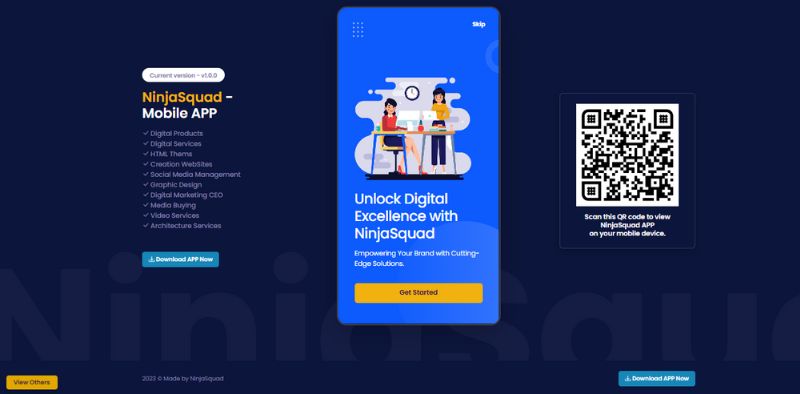 Current version - v1.0.0
NinjaSquad -
Mobile APP
Digital Products
Digital Services
HTML Thems
Creation WebSites
Social Media Management
Graphic Design
Digital Marketing CEO
Media Buying
Video Services
Architecture Services
Download APP Now
Skip
Unlock Digital
Excellence with
NinjaSquad
Empowering Your Brand with Cutting-
Edge Solutions.
Get Started
Scan this QR code to view
NinjaSquad APP
on your mobile device.
NinjaSquad
View Others
2023 © Made by NinjaSquad
Download APP Now